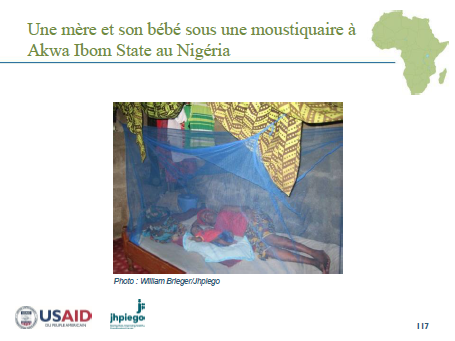 Une mère et son bébé sous une moustiquaire à
Akwa Ibom State au Nigéria
Photo : William Brieger/Jhpiego
USAID
jhpiego
117